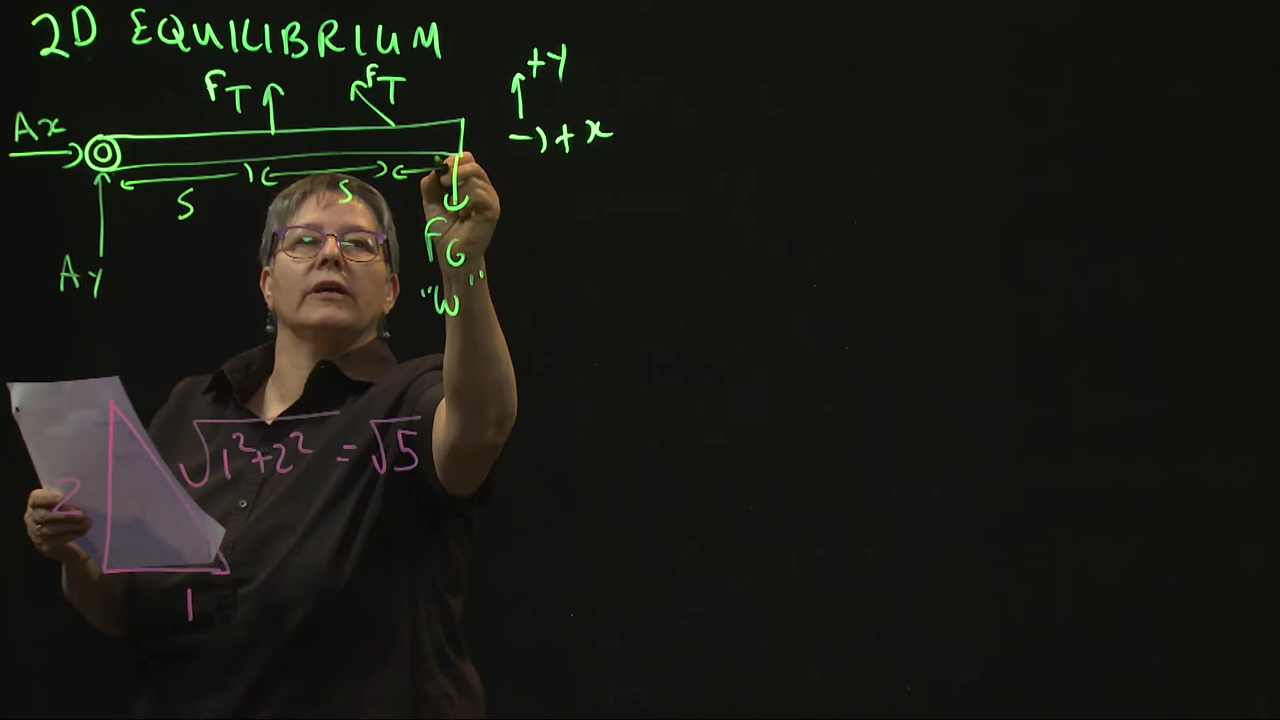 2D EQUILIBRIUM
FT FT
+y
Ax
→+x
S S
Ay
FG
"W"
√1²+2² = √5
2
1